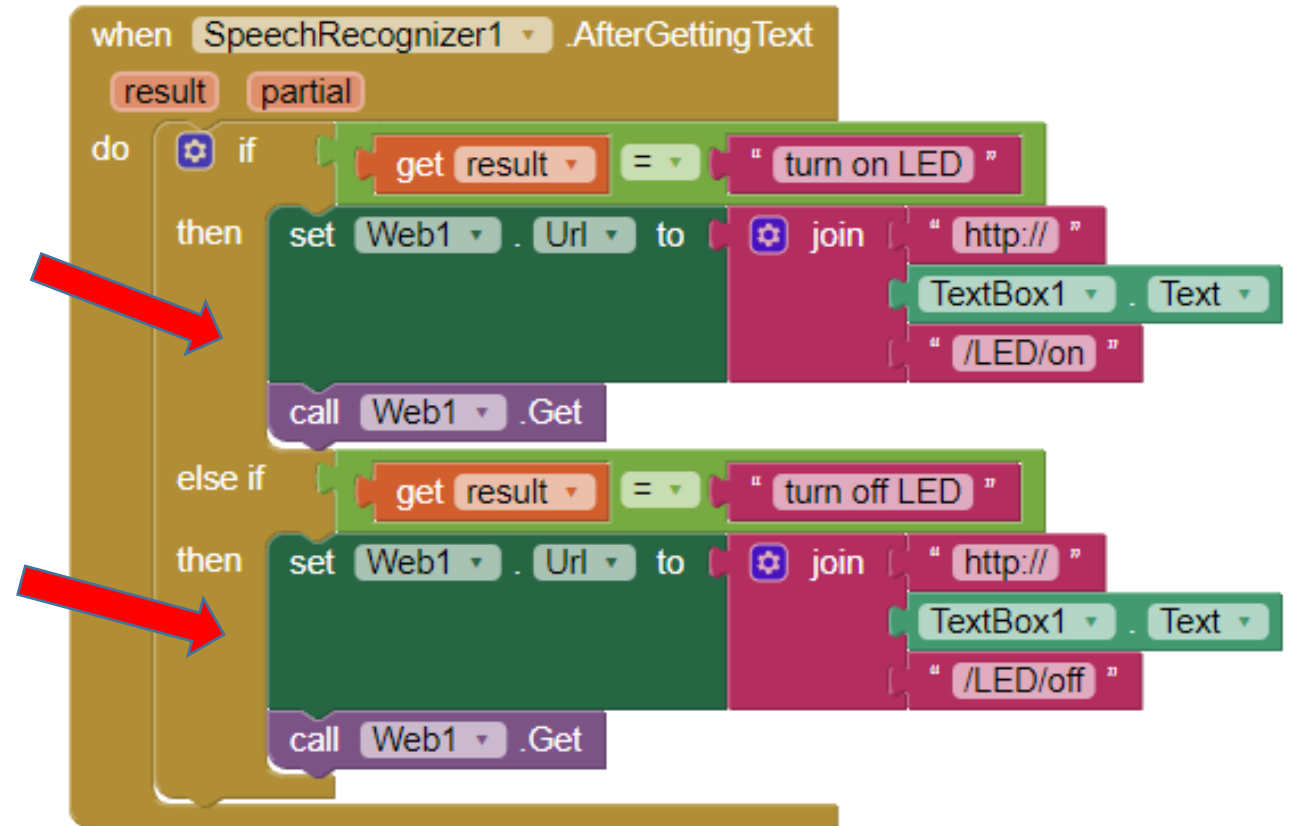 when SpeechRecognizer1 .AfterGettingText
result partial
do if get result = " turn on LED "
then set Web1 . Url to join " http:// "
TextBox1 . Text
" /LED/on "
call Web1 .Get
else if get result = " turn off LED "
then set Web1 . Url to join " http:// "
TextBox1 . Text
" /LED/off "
call Web1 .Get